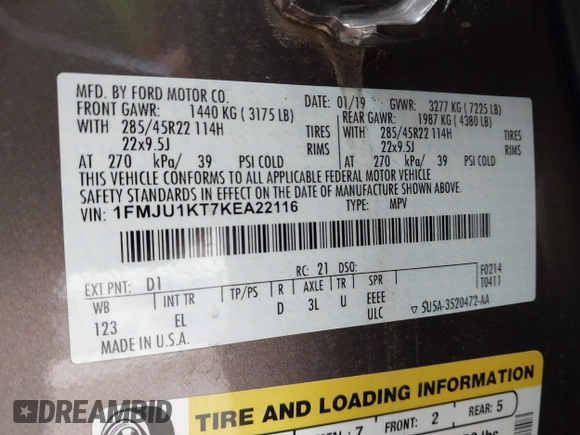 MFD. BY FORD MOTOR CO.
DATE: 01/19 GVWR: 3277 KG ( 7225 LB)
FRONT GAWR: 1440 KG ( 3175 LB) REAR GAWR: 1987 KG ( 4380 LB)
WITH 285/45R22 114H TIRES WITH 285/45R22 114H TIRES
22x9.5J RIMS 22x9.5J RIMS
AT 270 kPa/ 39 PSI COLD AT 270 kPa/ 39 PSI COLD
THIS VEHICLE CONFORMS TO ALL APPLICABLE FEDERAL MOTOR VEHICLE
SAFETY STANDARDS IN EFFECT ON THE DATE OF MANUFACTURE SHOWN ABOVE.
VIN: 1FMJU1KT7KEA22116 TYPE: MPV
EXT PNT: D1 RC: 21 DSO: F0214
T0411
WB INT TR TP/PS R AXLE TR SPR
123 EL D 3L U EEEE
ULC ▽ 5U5A-3520472-AA
MADE IN U.S.A.
TIRE AND LOADING INFORMATION
7 FRONT: 2 REAR: 5
lbs
DREAMBID